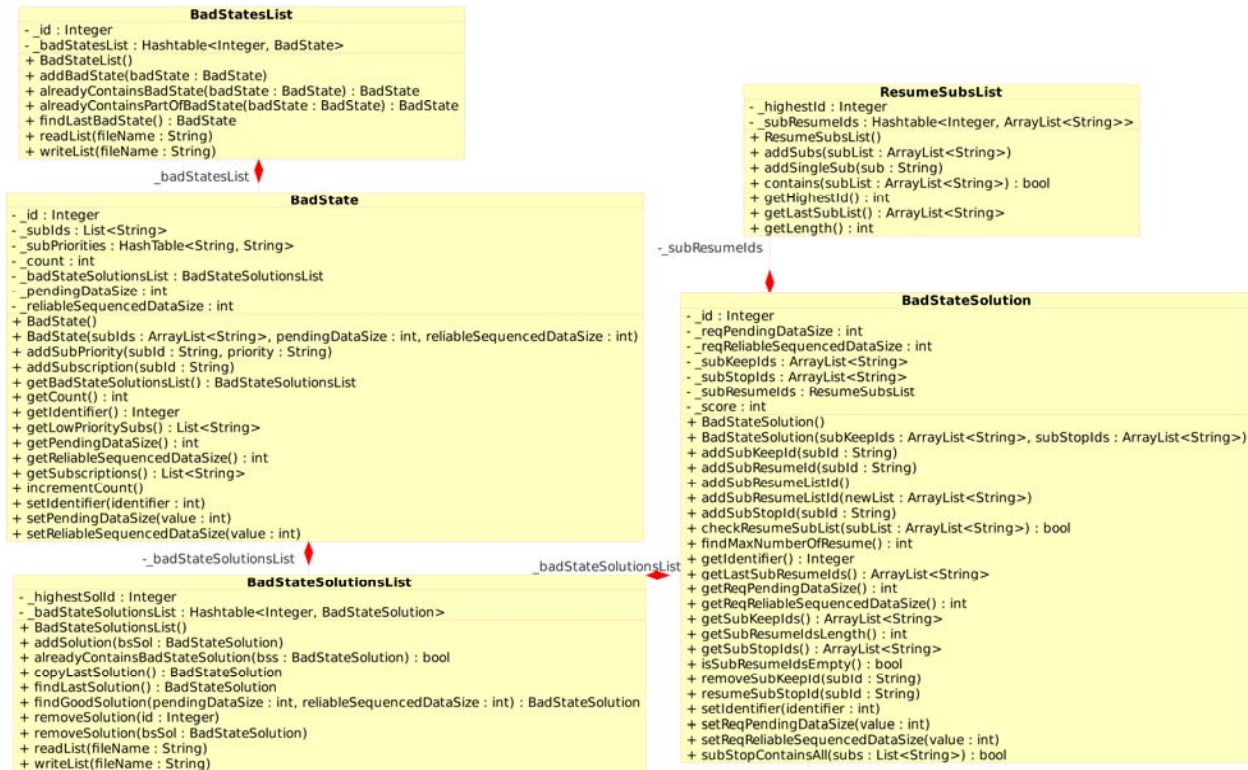 BadStatesList
- _id : Integer
- _badStatesList : Hashtable<Integer, BadState>
+ BadStateList()
+ addBadState(badState : BadState)
+ alreadyContainsBadState(badState : BadState) : BadState
+ alreadyContainsPartOfBadState(badState : BadState) : BadState
+ findLastBadState() : BadState
+ readList(fileName : String)
+ writeList(fileName : String)
_badStatesList
BadState
- _id : Integer
- _subIds : List<String>
- _subPriorities : HashTable<String, String>
- _count : int
- _badStateSolutionsList : BadStateSolutionsList
- _pendingDataSize : int
- _reliableSequencedDataSize : int
+ BadState()
+ BadState(subIds : ArrayList<String>, pendingDataSize : int, reliableSequencedDataSize : int)
+ addSubPriority(subId : String, priority : String)
+ addSubscription(subId : String)
+ getBadStateSolutionsList() : BadStateSolutionsList
+ getCount() : int
+ getIdentifier() : Integer
+ getLowPrioritySubs() : List<String>
+ getPendingDataSize() : int
+ getReliableSequencedDataSize() : int
+ getSubscriptions() : List<String>
+ incrementCount()
+ setIdentifier(identifier : int)
+ setPendingDataSize(value : int)
+ setReliableSequencedDataSize(value : int)
- _badStateSolutionsList
BadStateSolutionsList
- _highestSolId : Integer
- _badStateSolutionsList : Hashtable<Integer, BadStateSolution>
+ BadStateSolutionsList()
+ addSolution(bsSol : BadStateSolution)
+ alreadyContainsBadStateSolution(bss : BadStateSolution) : bool
+ copyLastSolution() : BadStateSolution
+ findLastSolution() : BadStateSolution
+ findGoodSolution(pendingDataSize : int, reliableSequencedDataSize : int) : BadStateSolution
+ removeSolution(id : Integer)
+ removeSolution(bsSol : BadStateSolution)
+ readList(fileName : String)
+ writeList(fileName : String)
_badStateSolutionsList
ResumeSubsList
- _highestId : Integer
- _subResumeIds : Hashtable<Integer, ArrayList<String>>
+ ResumeSubsList()
+ addSubs(subList : ArrayList<String>)
+ addSingleSub(sub : String)
+ contains(subList : ArrayList<String>) : bool
+ getHighestId() : int
+ getLastSubList() : ArrayList<String>
+ getLength() : int
- _subResumeIds
BadStateSolution
- _id : Integer
- _reqPendingDataSize : int
- _reqReliableSequencedDataSize : int
- _subKeepIds : ArrayList<String>
- _subStopIds : ArrayList<String>
- _subResumeIds : ResumeSubsList
- _score : int
+ BadStateSolution()
+ BadStateSolution(subKeepIds : ArrayList<String>, subStopIds : ArrayList<String>)
+ addSubKeepId(subId : String)
+ addSubResumeId(subId : String)
+ addSubResumeListId()
+ addSubResumeListId(newList : ArrayList<String>)
+ addSubStopId(subId : String)
+ checkResumeSubList(subList : ArrayList<String>) : bool
+ findMaxNumberOfResume() : int
+ getIdentifier() : Integer
+ getLastSubResumeIds() : ArrayList<String>
+ getReqPendingDataSize() : int
+ getReqReliableSequencedDataSize() : int
+ getSubKeepIds() : ArrayList<String>
+ getSubResumeIdsLength() : int
+ getSubStopIds() : ArrayList<String>
+ isSubResumeIdsEmpty() : bool
+ removeSubKeepId(subId : String)
+ resumeSubStopId(subId : String)
+ setIdentifier(identifier : int)
+ setReqPendingDataSize(value : int)
+ setReqReliableSequencedDataSize(value : int)
+ subStopContainsAll(subs : List<String>) : bool